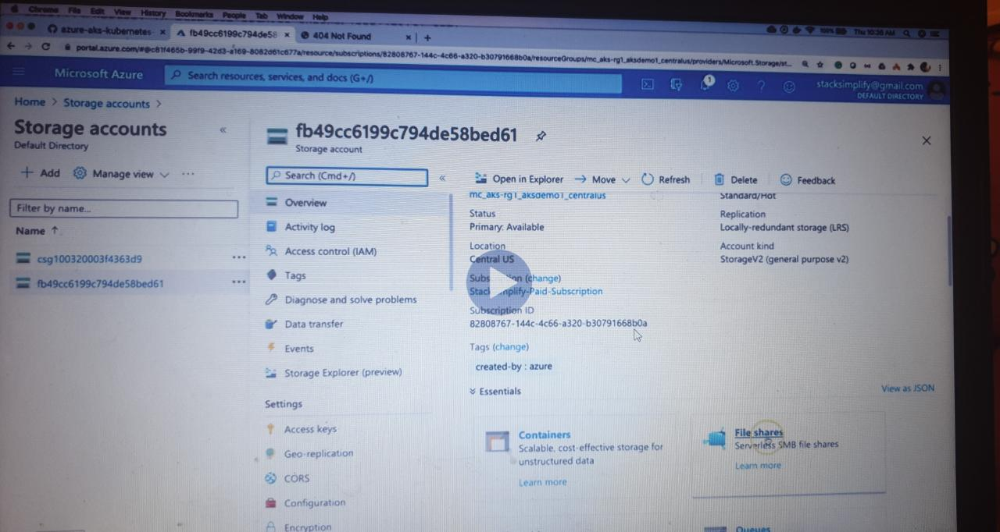 Chrome File Edit View History Bookmarks People Tab Window Help
100% Thu 10:36 AM
azure-aks-kubernetes- × fb49cc6199c794de58 × 404 Not Found × +
portal.azure.com/#@c81f465b-99f9-42d3-a169-8082d61c677a/resource/subscriptions/82808767-144c-4c66-a320-b30791668b0a/resourceGroups/mc_aks-rg1_aksdemo1_centralus/providers/Microsoft.Storage/st...
Microsoft Azure
Search resources, services, and docs (G+/)
1
stacksimplify@gmail.com
DEFAULT DIRECTORY
Home > Storage accounts >
Storage accounts
Default Directory
«
+ Add
Manage view
...
Filter by name...
Name ↑
csg100320003f4363d9 ...
fb49cc6199c794de58bed61 ...
fb49cc6199c794de58bed61
Storage account
Search (Cmd+/)
«
Overview
Activity log
Access control (IAM)
Tags
Diagnose and solve problems
Data transfer
Events
Storage Explorer (preview)
Settings
Access keys
Geo-replication
CORS
Configuration
Encryption
Open in Explorer
Move
Refresh
Delete
Feedback
mc_aks-rg1_aksdemo1_centralus
Status
Primary: Available
Location
Central US
(change)
Subscription ID
82808767-144c-4c66-a320-b30791668b0a
Tags (change)
created-by : azure
Essentials
Standard/Hot
Replication
Locally-redundant storage (LRS)
Account kind
StorageV2 (general purpose v2)
View as JSON
Containers
Scalable, cost-effective storage for
unstructured data
Learn more
File shares
Serverless SMB file shares
Learn more
Queues